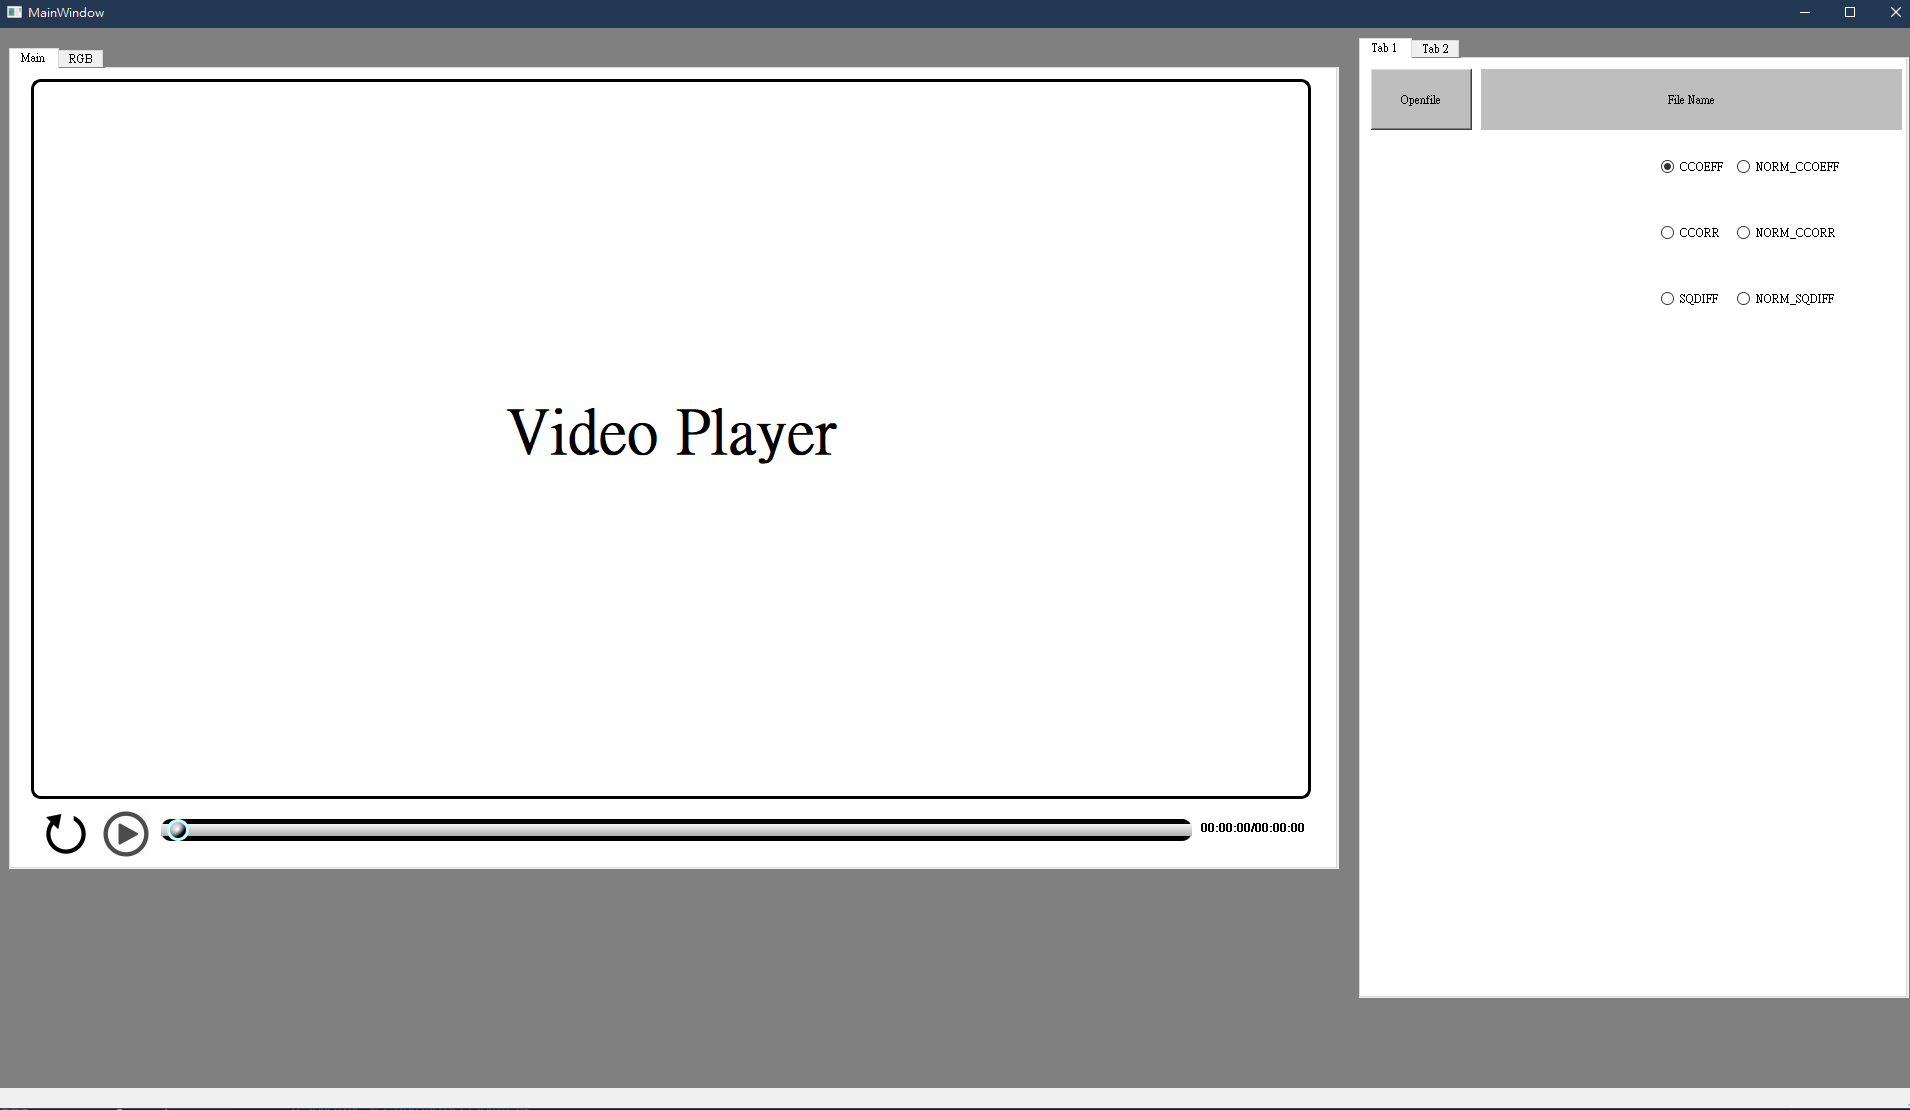 MainWindow
Main RGB
Video Player
00:00:00/00:00:00
Tab 1 Tab 2
Openfile File Name
CCOEFF NORM_CCOEFF
CCORR NORM_CCORR
SQDIFF NORM_SQDIFF